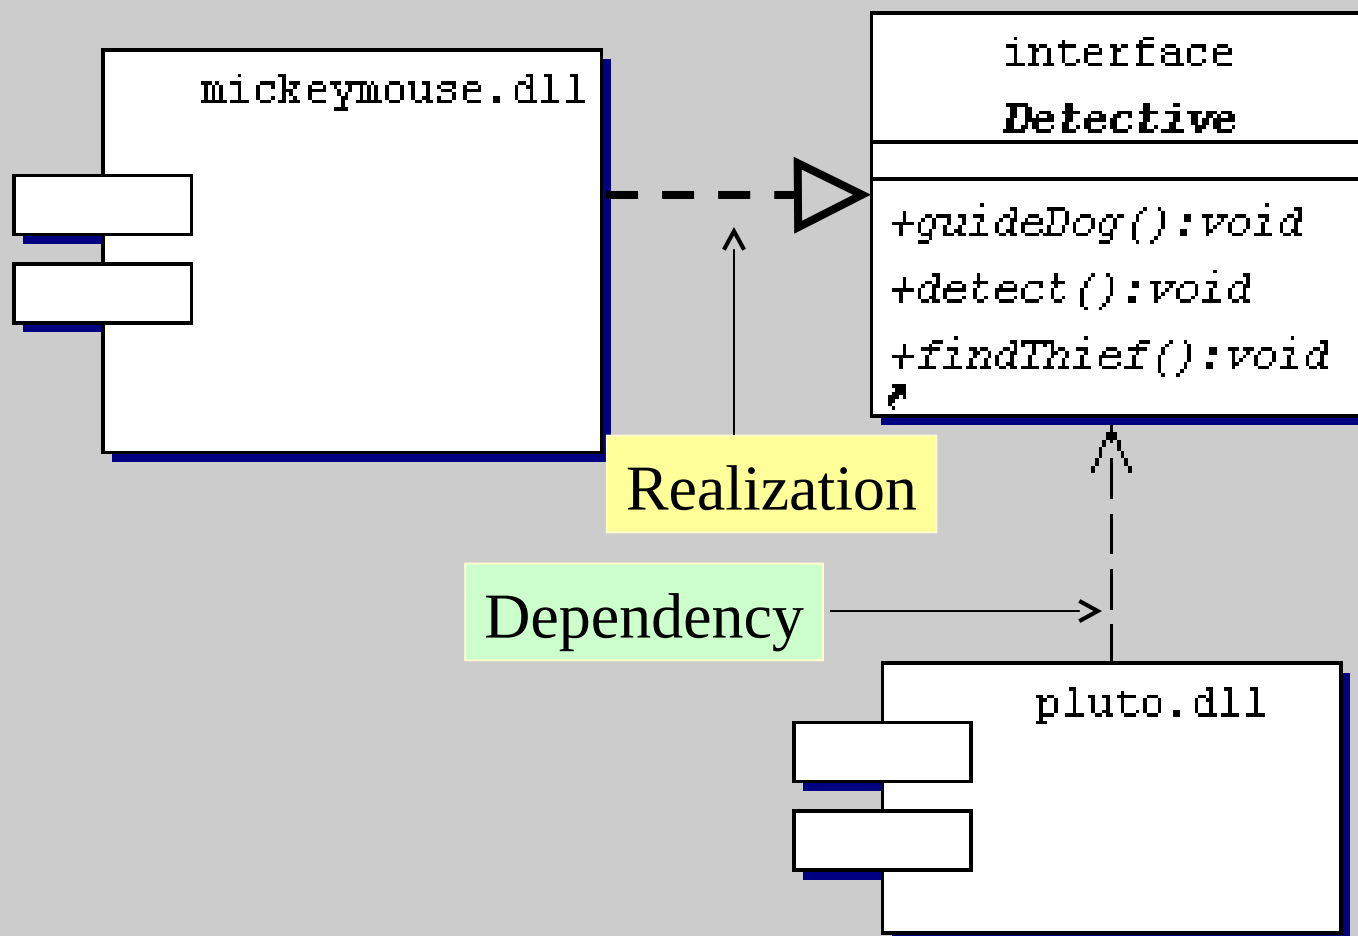 mickeymouse.dll
interface
Detective
+guideDog():void
+detect():void
+findThief():void
Realization
Dependency
pluto.dll